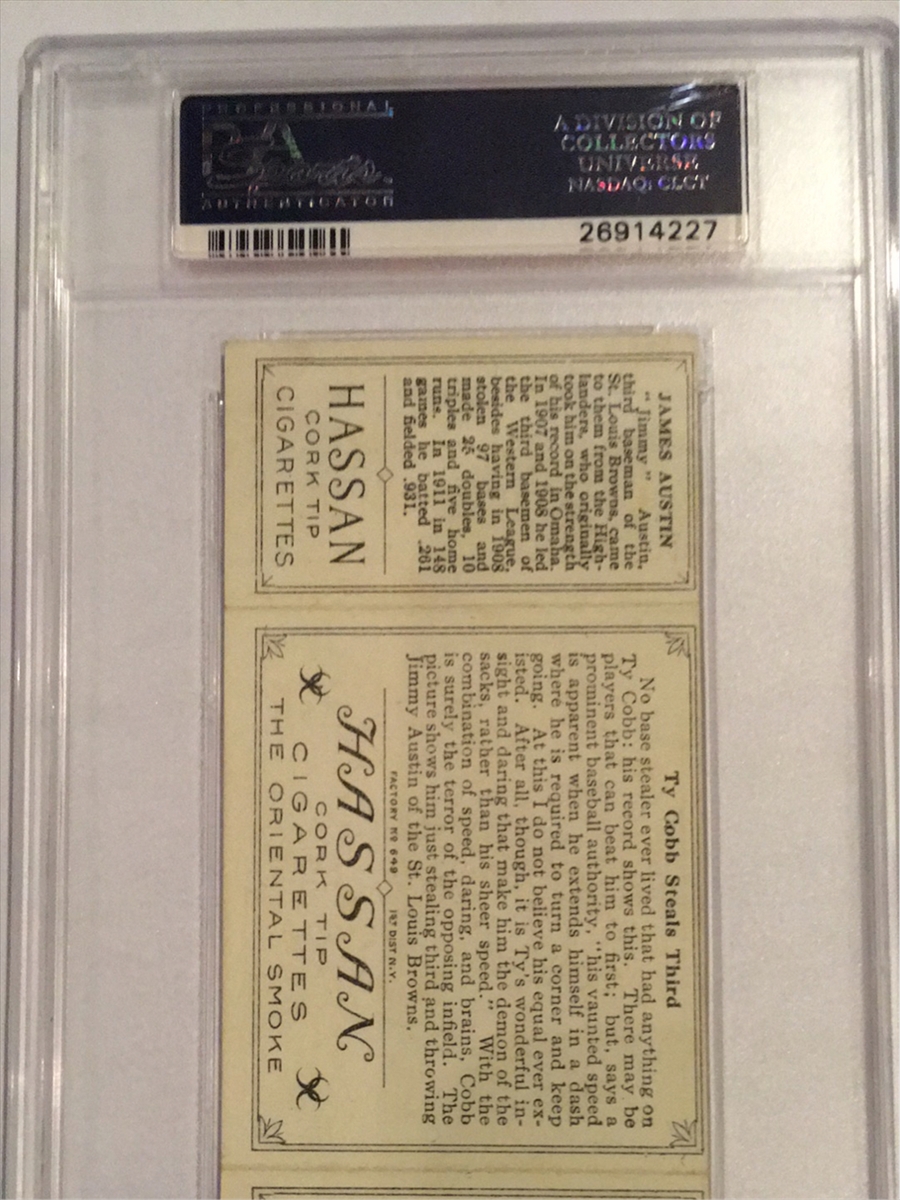 PROFESSIONAL
PSA
Sports
AUTHENTICATOR
A DIVISION OF
COLLECTORS
UNIVERSE
NASDAQ: CLCT
26914227
JAMES AUSTIN
"Jimmy" Austin,
third baseman of the
St. Louis Browns, came
to them from the High-
landers, who originally
took him on the strength
of his record in Omaha.
In 1907 and 1908 he led
the third basemen of
the Western League,
besides having in 1908
stolen 97 bases and
made 25 doubles, 10
triples and five home
runs. In 1911 in 148
games he batted .261
and fielded .931.
HASSAN
CORK TIP
CIGARETTES
Ty Cobb Steals Third
No base stealer ever lived that had anything on
Ty Cobb: his record shows this. There may be
players that can beat him to first; but, says a
prominent baseball authority, "his vaunted speed
is apparent when he extends himself in a dash
where he is required to turn a corner and keep
going. At this I do not believe his equal ever ex-
isted. After all, though, it is Ty's wonderful in-
sight and daring that make him the demon of the
sacks, rather than his sheer speed." With the
combination of speed, daring, and brains, Cobb
is surely the terror of the opposing infield. The
picture shows him just stealing third and throwing
Jimmy Austin of the St. Louis Browns.
FACTORY Nº 649 1ST DIST N.Y.
HASSAN
CORK TIP
CIGARETTES
THE ORIENTAL SMOKE